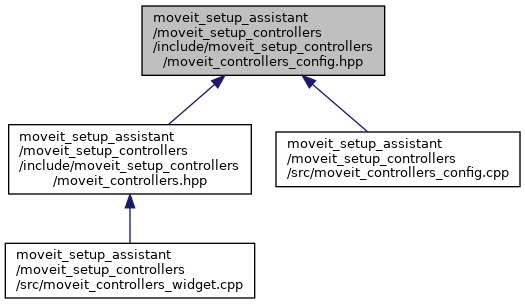 moveit_setup_assistant
/moveit_setup_controllers
/include/moveit_setup_controllers
/moveit_controllers_config.hpp
moveit_setup_assistant
/moveit_setup_controllers
/include/moveit_setup_controllers
/moveit_controllers.hpp
moveit_setup_assistant
/moveit_setup_controllers
/src/moveit_controllers_config.cpp
moveit_setup_assistant
/moveit_setup_controllers
/src/moveit_controllers_widget.cpp